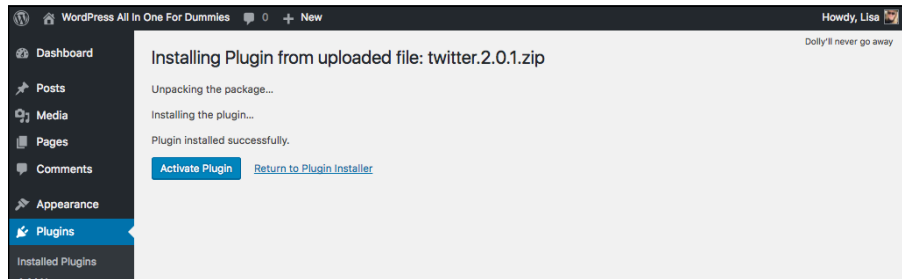 WordPress All In One For Dummies 0 + New Howdy, Lisa
Dolly'll never go away
Dashboard
Posts
Media
Pages
Comments
Appearance
Plugins
Installed Plugins
Installing Plugin from uploaded file: twitter.2.0.1.zip
Unpacking the package...
Installing the plugin...
Plugin installed successfully.
Activate Plugin Return to Plugin Installer